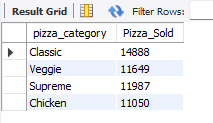 Result Grid Filter Rows:
pizza_category Pizza_Sold
Classic 14888
Veggie 11649
Supreme 11987
Chicken 11050